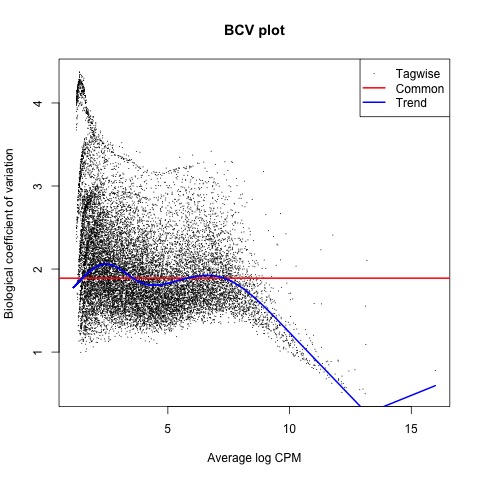 BCV plot
Tagwise
Common
Trend
4
3
2
1
Biological coefficient of variation
5 10 15
Average log CPM